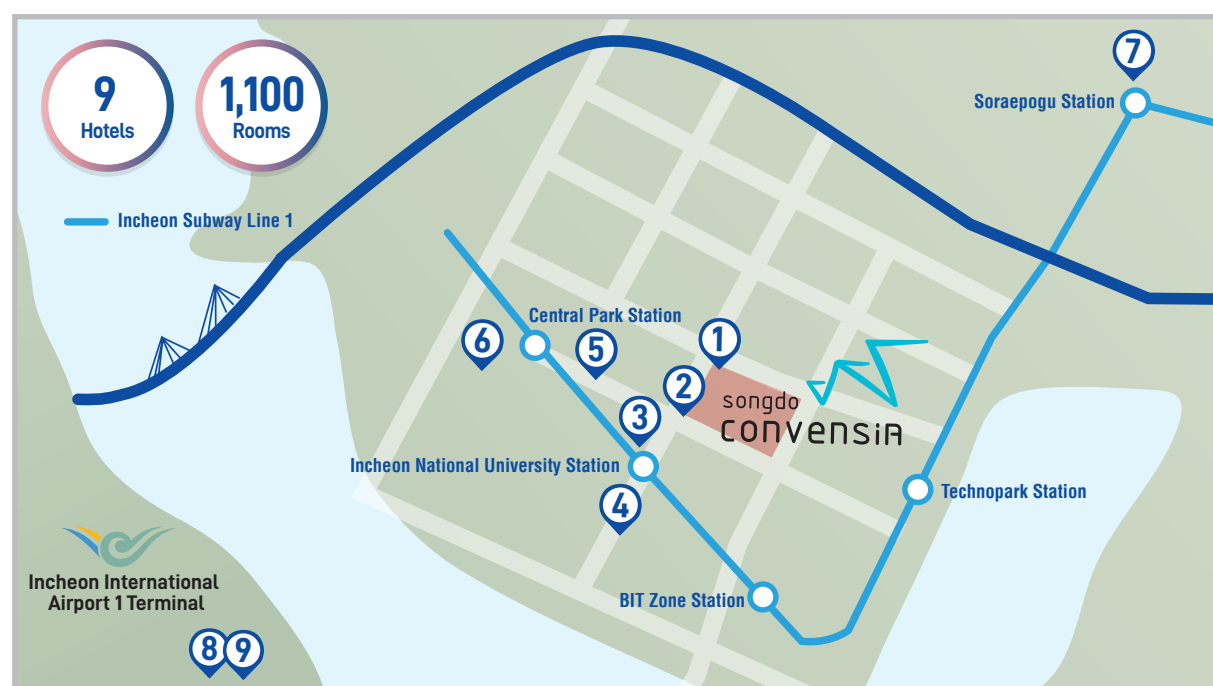 9
Hotels
1,100
Rooms
Incheon Subway Line 1
7
Soraepogu Station
Central Park Station
6
5
1
2
songdo
convensiA
3
Incheon National University Station
4
Technopark Station
BIT Zone Station
Incheon International
Airport 1 Terminal
8
9